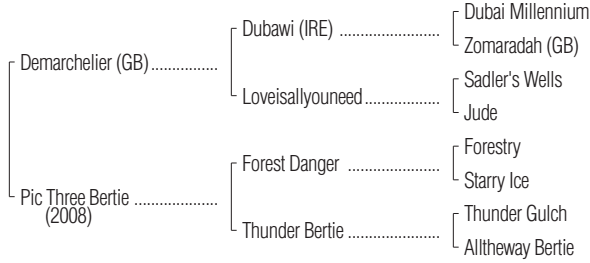 Dubai Millennium
Dubawi (IRE) ....................
Zomaradah (GB)
Demarchelier (GB)................
Sadler's Wells
Loveisallyouneed..................
Jude
Forestry
Forest Danger ...................
Starry Ice
Pic Three Bertie ..................
(2008)
Thunder Gulch
Thunder Bertie ...................
Alltheway Bertie